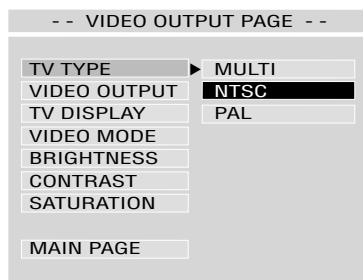 - - VIDEO OUTPUT PAGE - -
TV TYPE MULTI
VIDEO OUTPUT NTSC
TV DISPLAY PAL
VIDEO MODE
BRIGHTNESS
CONTRAST
SATURATION
MAIN PAGE